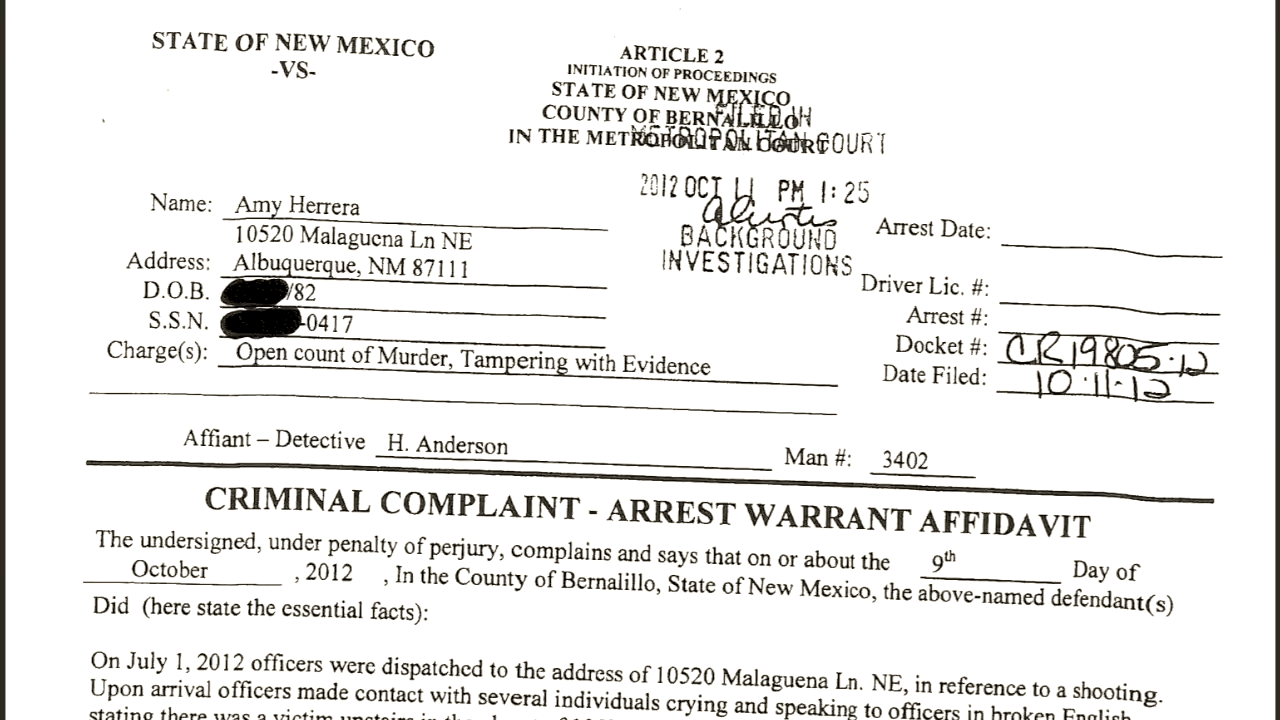 STATE OF NEW MEXICO
-VS-
ARTICLE 2
INITIATION OF PROCEEDINGS
STATE OF NEW MEXICO
COUNTY OF BERNALILLO
IN THE METROPOLITAN COURT
FILED IN
METROPOLITAN COURT
2012 OCT 11 PM 1:25
BACKGROUND
INVESTIGATIONS
Name: Amy Herrera
10520 Malaguena Ln NE
Address: Albuquerque, NM 87111
D.O.B. /82
S.S.N. -0417
Charge(s): Open count of Murder, Tampering with Evidence
Arrest Date:
Driver Lic. #:
Arrest #:
Docket #: CR19805-12
Date Filed: 10-11-12
Affiant – Detective H. Anderson Man #: 3402
CRIMINAL COMPLAINT - ARREST WARRANT AFFIDAVIT
The undersigned, under penalty of perjury, complains and says that on or about the 9th Day of
October , 2012 , In the County of Bernalillo, State of New Mexico, the above-named defendant(s)
Did (here state the essential facts):
On July 1, 2012 officers were dispatched to the address of 10520 Malaguena Ln. NE, in reference to a shooting.
Upon arrival officers made contact with several individuals crying and speaking to officers in broken English
stating there was a victim upstairs in the